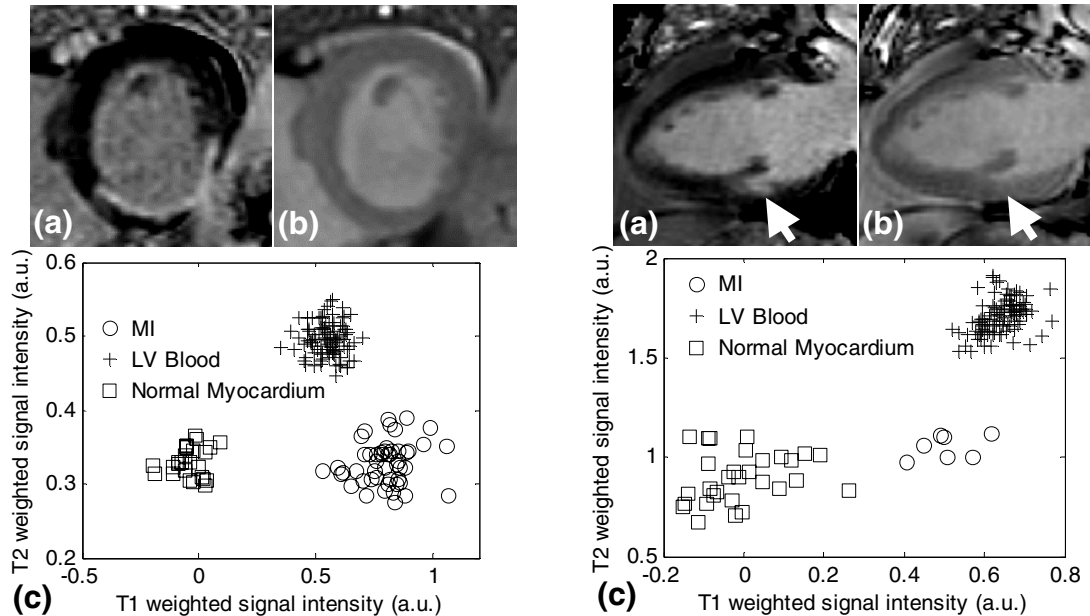 (a)
(b)
0.6
0.5
0.4
0.3
0.2
-0.5
0
0.5
1
T2 weighted signal intensity (a.u.)
T1 weighted signal intensity (a.u.)
MI
LV Blood
Normal Myocardium
(c)
(a)
(b)
2
1.5
1
0.5
-0.2
0
0.2
0.4
0.6
0.8
T2 weighted signal intensity (a.u.)
T1 weighted signal intensity (a.u.)
MI
LV Blood
Normal Myocardium
(c)